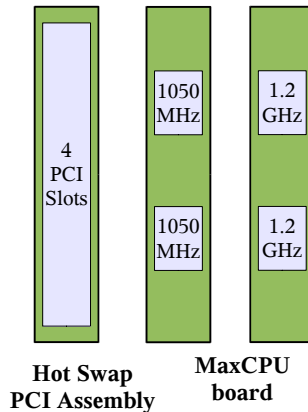 4
PCI
Slots
1050
MHz
1050
MHz
1.2
GHz
1.2
GHz
Hot Swap
PCI Assembly
MaxCPU
board